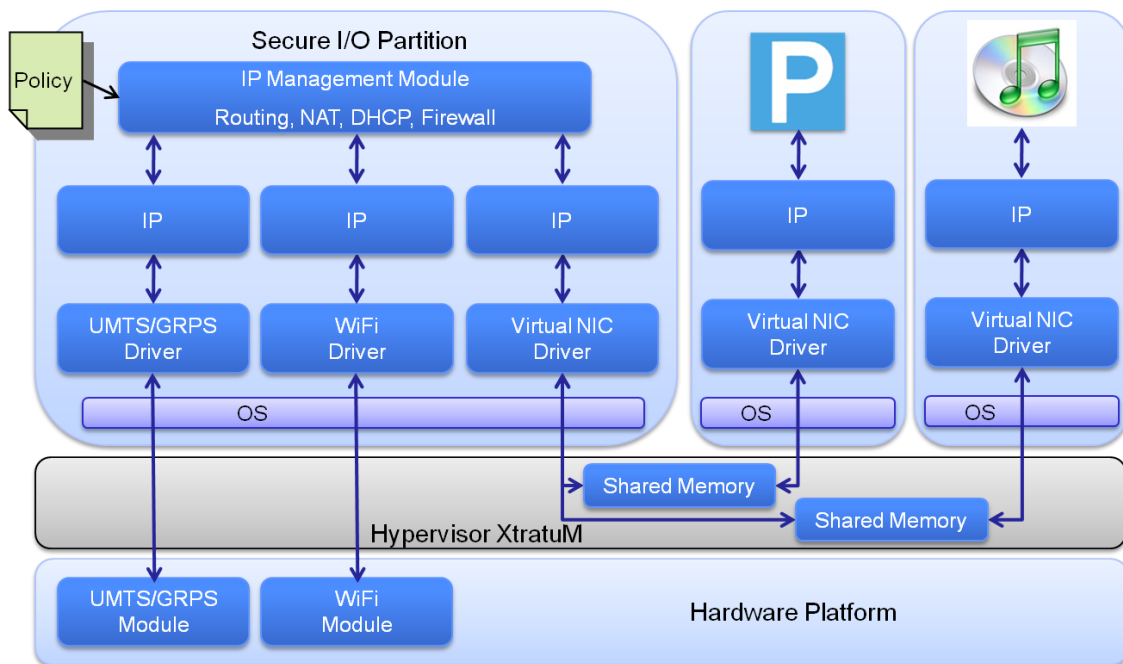 Secure I/O Partition
Policy
IP Management Module
Routing, NAT, DHCP, Firewall
P
IP
IP
IP
IP
IP
UMTS/GRPS
Driver
WiFi
Driver
Virtual NIC
Driver
Virtual NIC
Driver
Virtual NIC
Driver
OS
OS
OS
Shared Memory
Shared Memory
Hypervisor XtratuM
UMTS/GRPS
Module
WiFi
Module
Hardware Platform